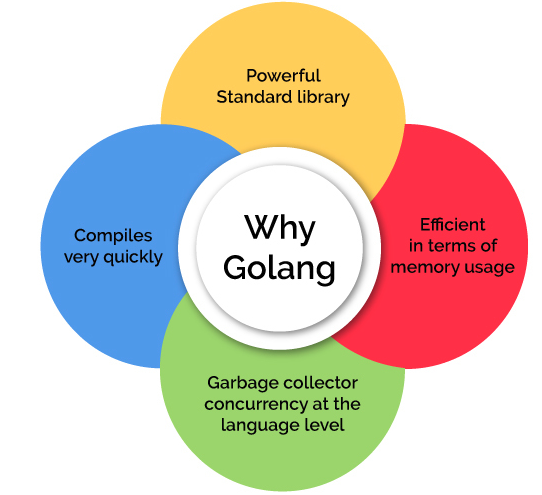 Powerful
Standard library
Compiles
very quickly
Why
Golang
Efficient
in terms of
memory usage
Garbage collector
concurrency at the
language level